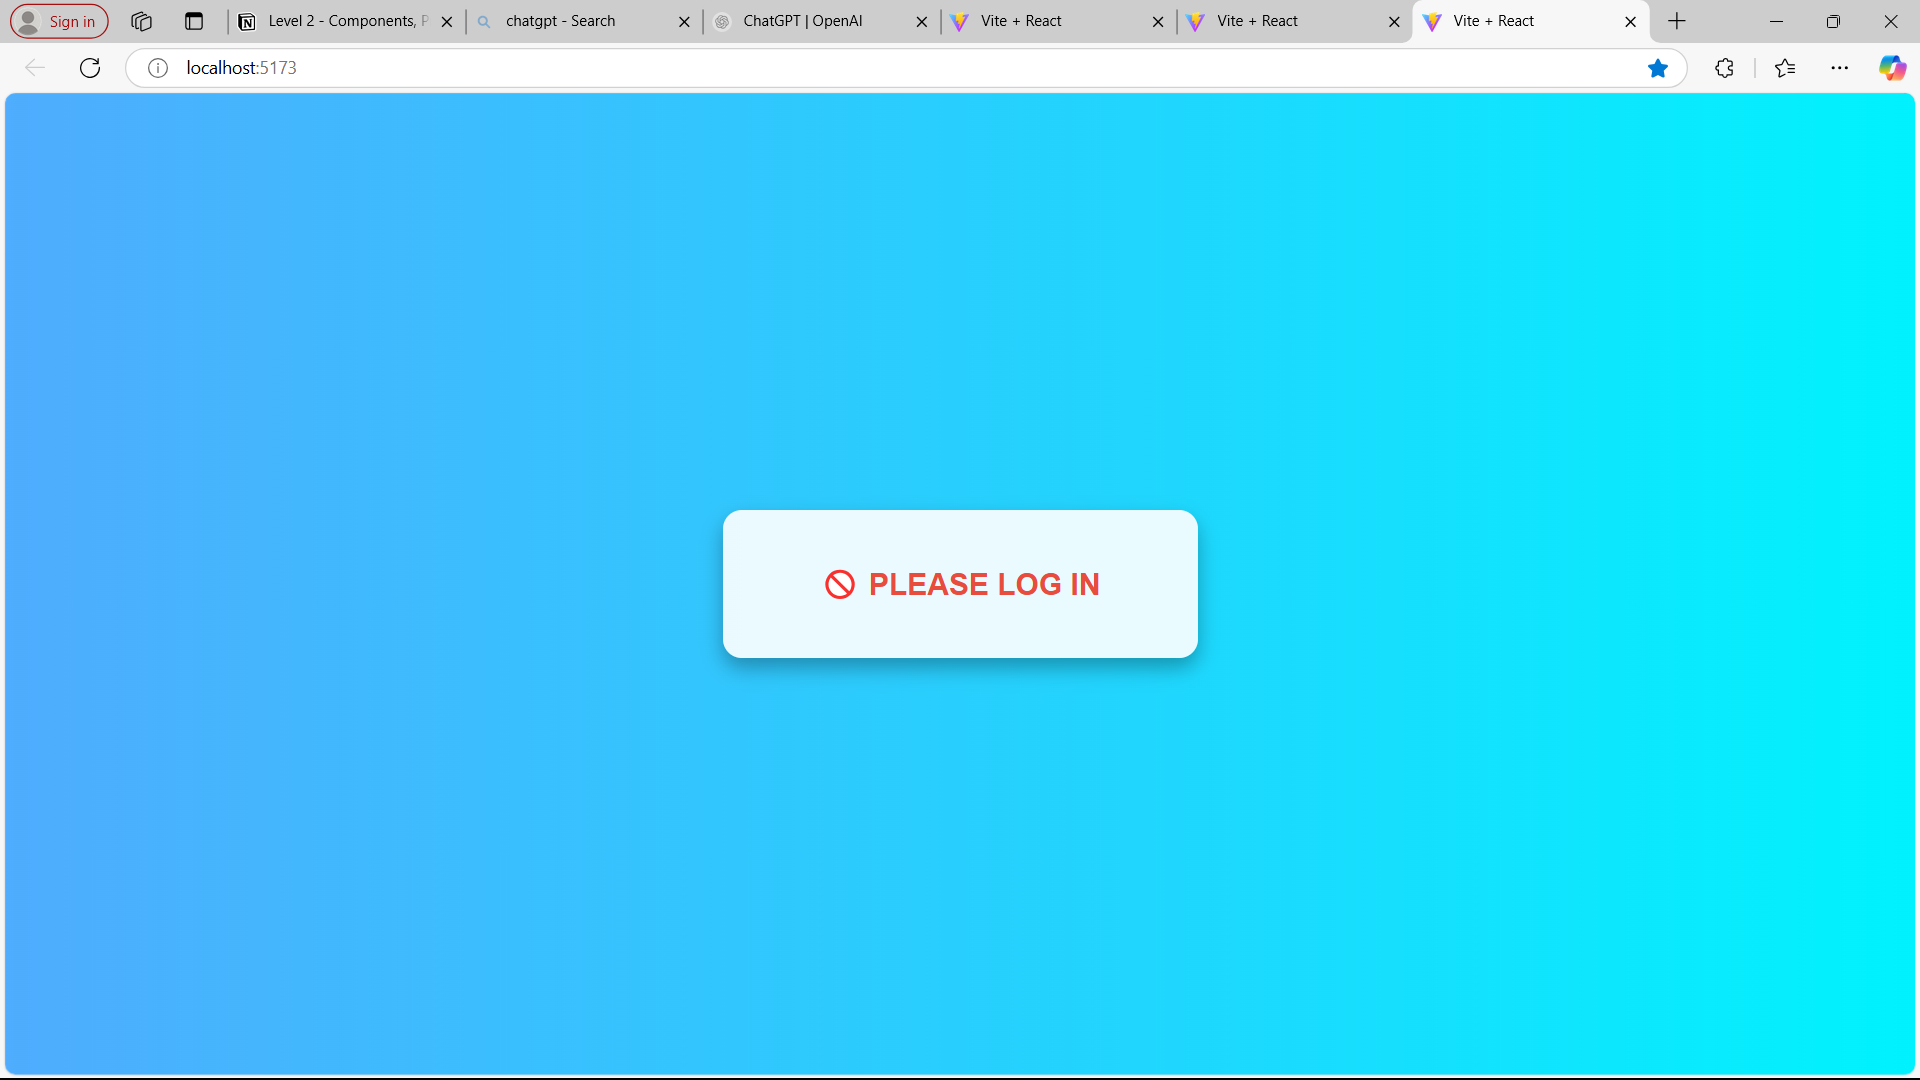 Sign in
Level 2 - Components, P
chatgpt - Search
ChatGPT | OpenAI
Vite + React
Vite + React
Vite + React
localhost:5173
PLEASE LOG IN